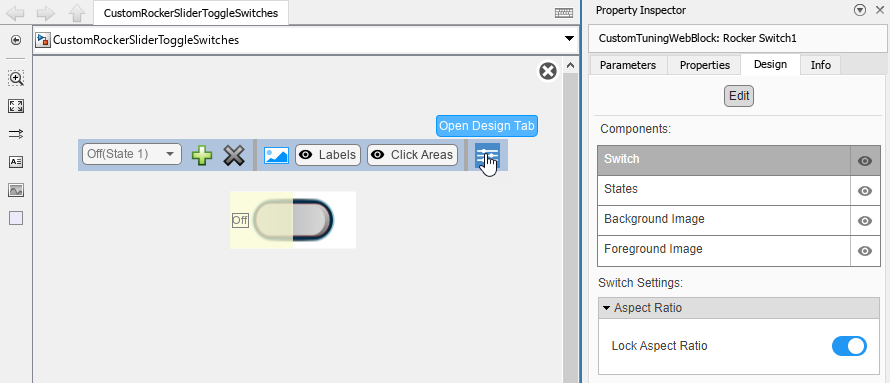 CustomRockerSliderToggleSwitches
CustomRockerSliderToggleSwitches
Open Design Tab
Off(State 1)
Labels
Click Areas
Off
Property Inspector
CustomTuningWebBlock: Rocker Switch1
Parameters
Properties
Design
Info
Edit
Components:
Switch
States
Background Image
Foreground Image
Switch Settings:
Aspect Ratio
Lock Aspect Ratio